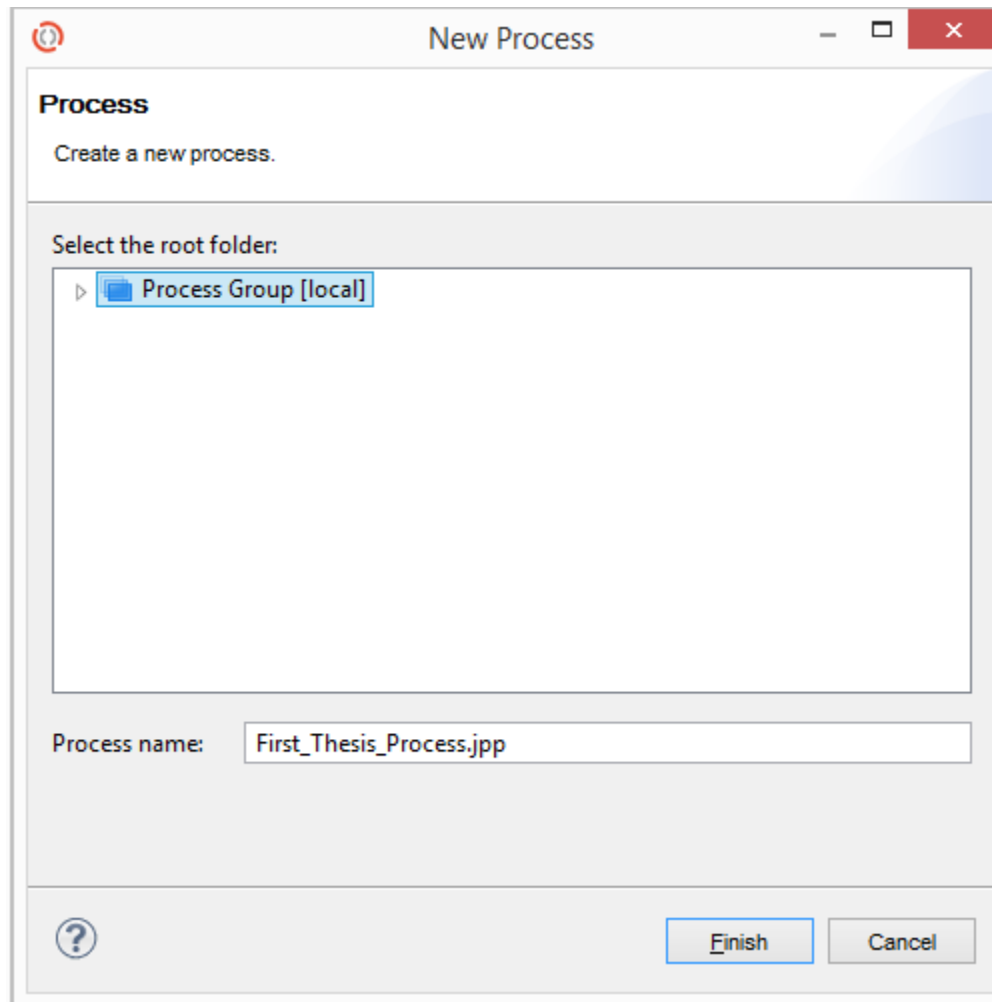 New Process
Process
Create a new process.
Select the root folder:
Process Group [local]
Process name: First_Thesis_Process.jpp
? Finish Cancel